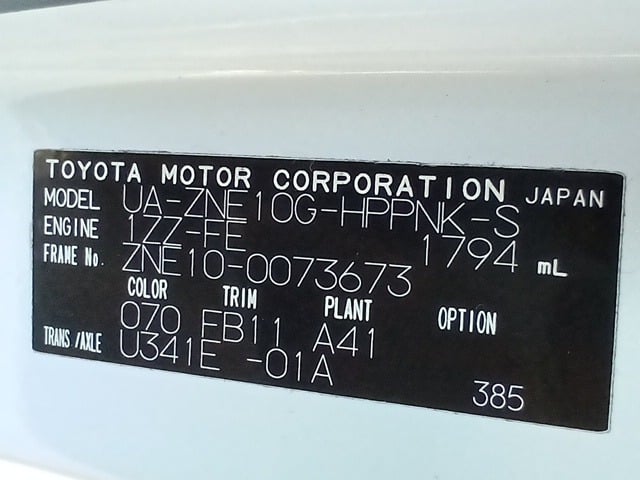 TOYOTA MOTOR CORPORATION JAPAN
MODEL UA-ZNE10G-HPPNK-S
ENGINE 1ZZ-FE 1794 mL
FRAME No. ZNE10-0073673
COLOR TRIM PLANT OPTION
070 FB11 A41
TRANS/AXLE U341E -01A
385